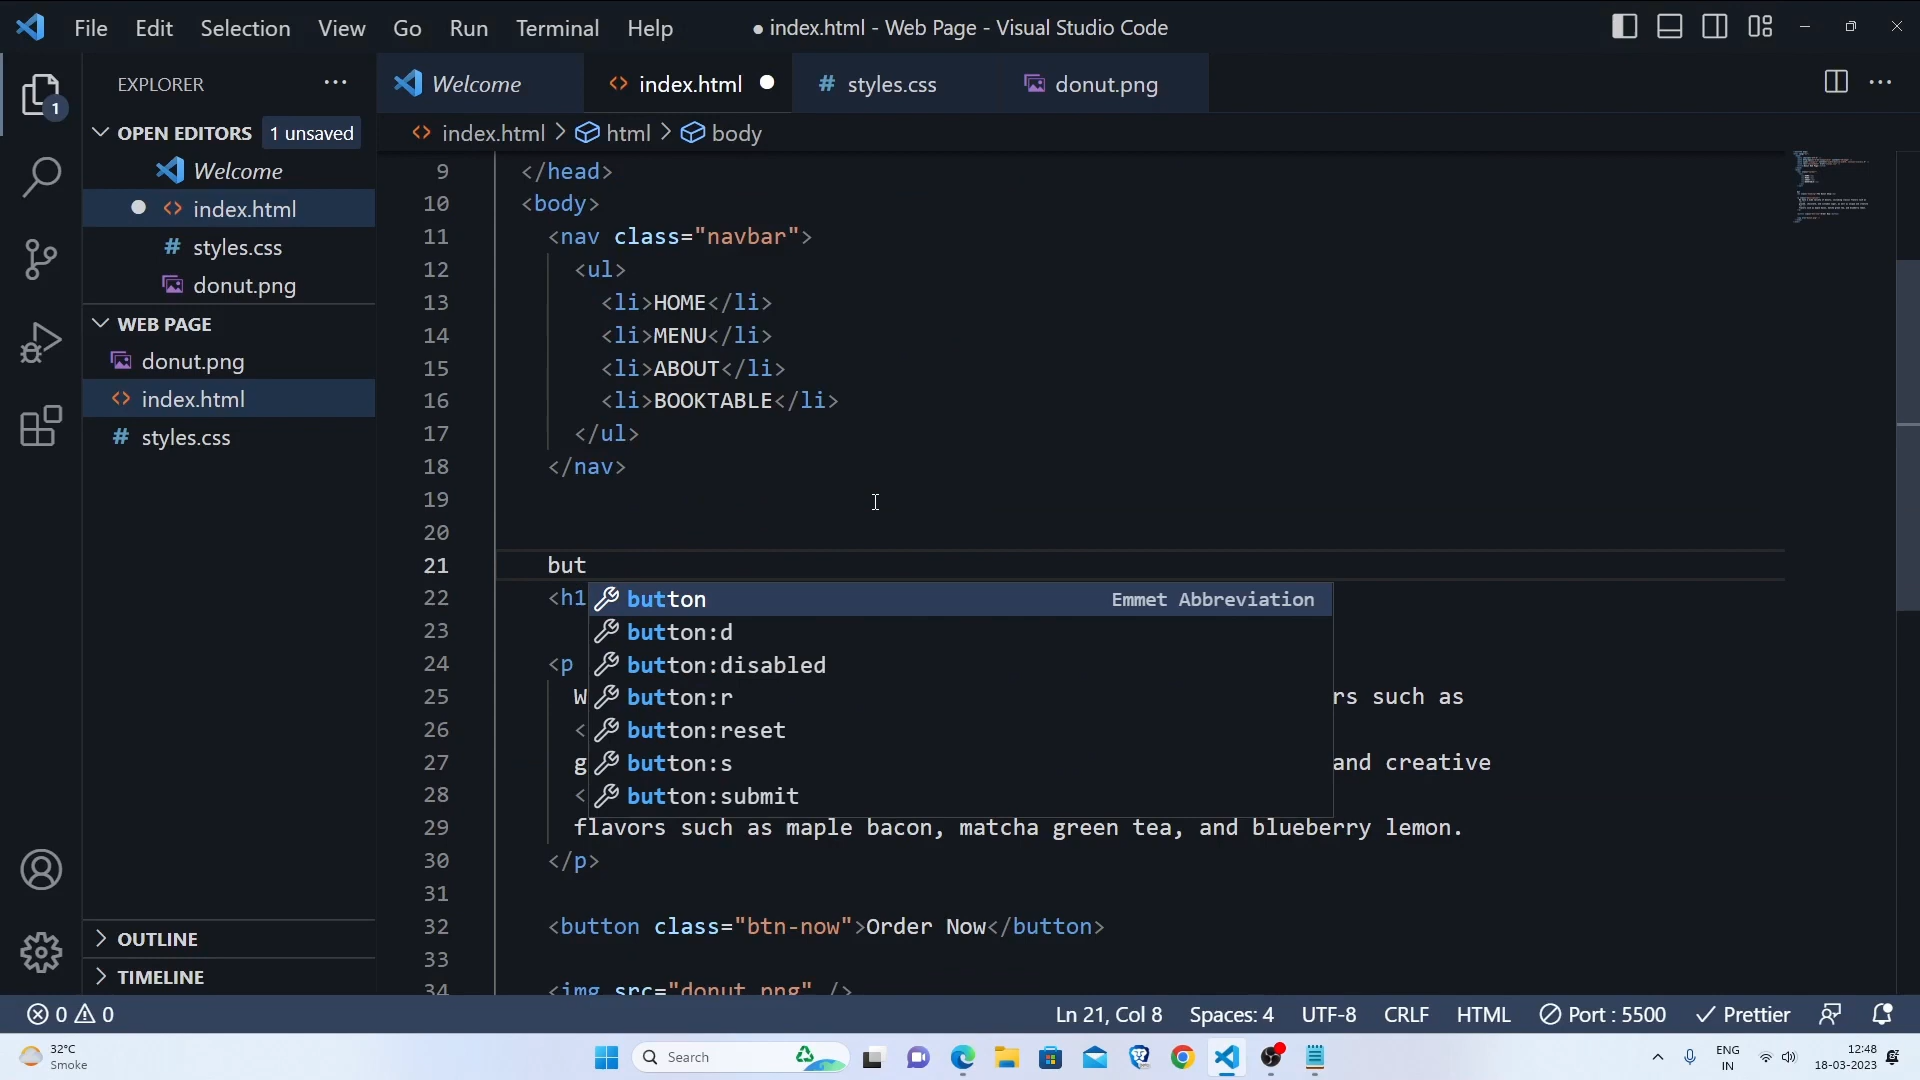 File Edit Selection View Go Run Terminal Help ● index.html - Web Page - Visual Studio Code
EXPLORER ···
Welcome
<> index.html ●
# styles.css
donut.png
OPEN EDITORS 1 unsaved
Welcome
● <> index.html
# styles.css
donut.png
WEB PAGE
donut.png
<> index.html
# styles.css
OUTLINE
TIMELINE
1
<> index.html > html > body
9 </head>
10 <body>
11 <nav class="navbar">
12 <ul>
13 <li>HOME</li>
14 <li>MENU</li>
15 <li>ABOUT</li>
16 <li>BOOKTABLE</li>
17 </ul>
18 </nav>
19
20
21 but
22 <h1
button Emmet Abbreviation
button:d
button:disabled
button:r
button:reset
button:s
button:submit
23
24 <p
25 W rs such as
26 <
27 g and creative
28 <
29 flavors such as maple bacon, matcha green tea, and blueberry lemon.
30 </p>
31
32 <button class="btn-now">Order Now</button>
33
34 <img src="donut.png" />
0 0 Ln 21, Col 8 Spaces: 4 UTF-8 CRLF HTML Port : 5500 Prettier
32°C
Smoke
Search
ENG
IN
12:48
18-03-2023